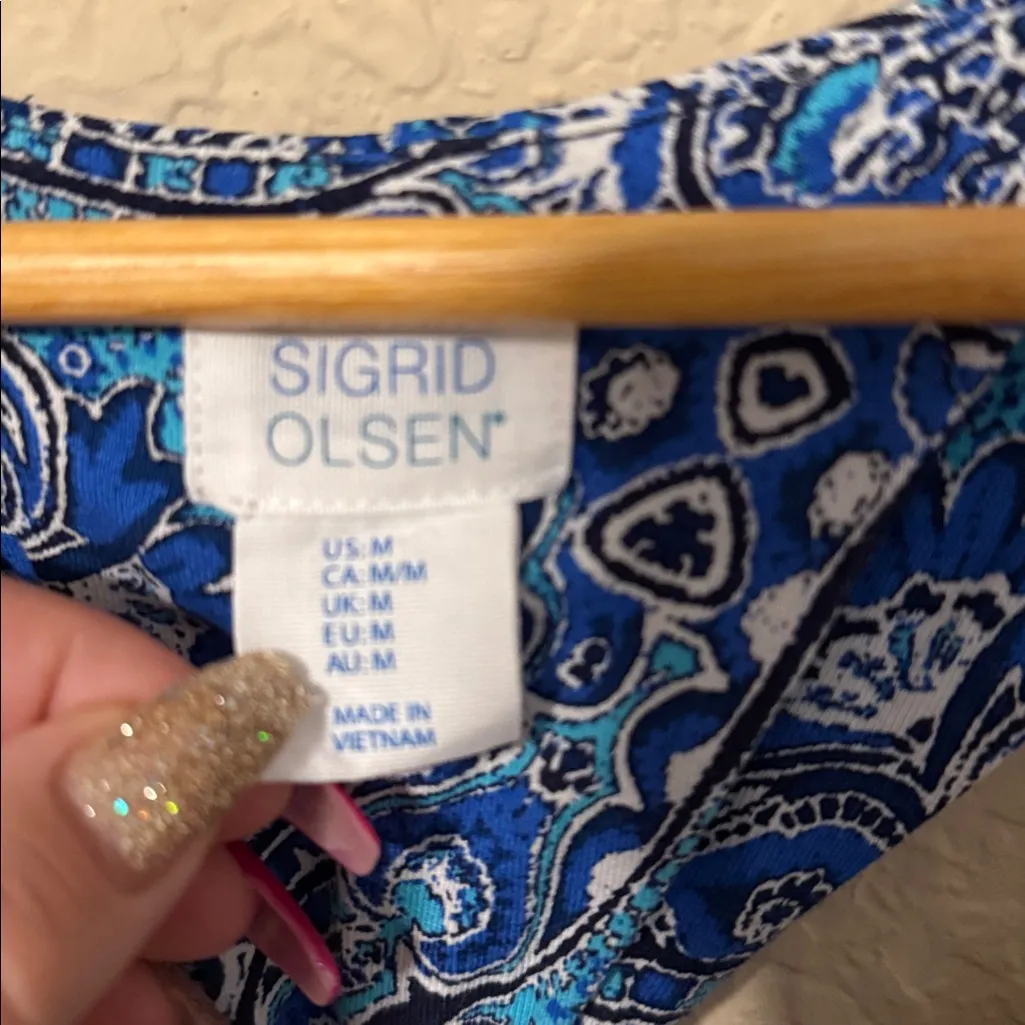 SIGRID
OLSEN
US: M
CA: M/M
UK: M
EU: M
AU: M
MADE IN
VIETNAM